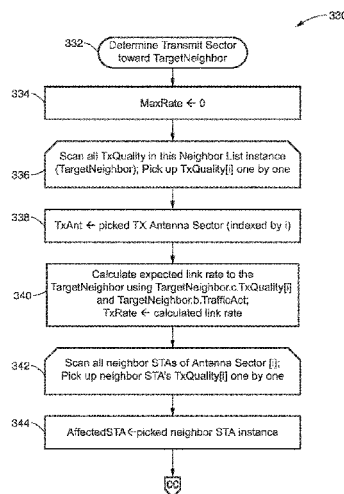 330
332
Determine Transmit Sector
toward TargetNeighbor
334
MaxRate ← 0
336
Scan all TxQuality in this Neighbor List instance
(TargetNeighbor); Pick up TxQuality[i] one by one
338
TxAnt ← picked TX Antenna Sector (indexed by i)
340
Calculate expected link rate to the
TargetNeighbor using TargetNeighbor.c.TxQuality[i]
and TargetNeighbor.b.TrafficAct;
TxRate ← calculated link rate
342
Scan all neighbor STAs of Antenna Sector [i];
Pick up neighbor STA's TxQuality[i] one by one
344
AffectedSTA←picked neighbor STA instance
CC